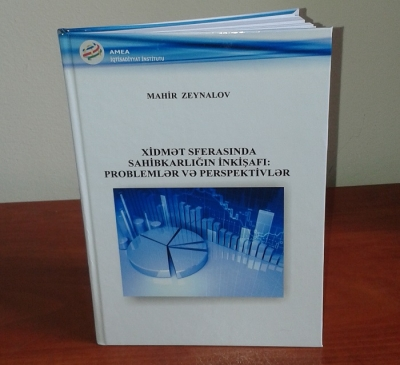 AMEA
İQTİSADİYYAT İNSTİTUTU
MAHİR ZEYNALOV
XİDMƏT SFERASINDA
SAHİBKARLIĞIN İNKİŞAFI:
PROBLEMLƏR VƏ PERSPEKTİVLƏR